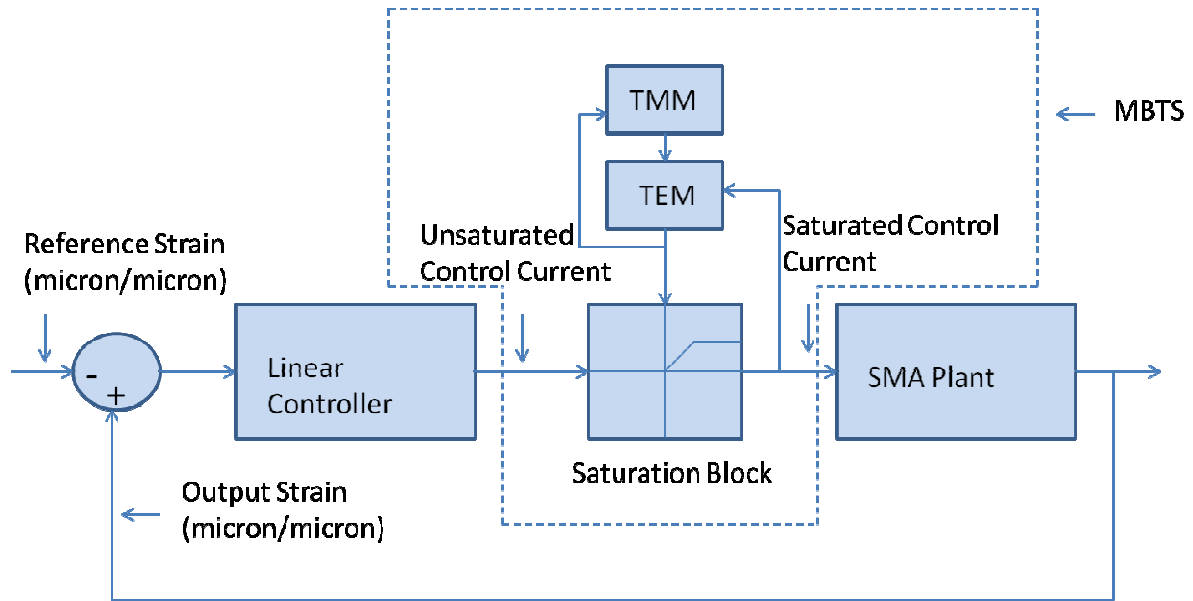 TMM
MBTS
TEM
Unsaturated
Control Current
Saturated Control
Current
Reference Strain
(micron/micron)
-
+
Linear
Controller
SMA Plant
Saturation Block
Output Strain
(micron/micron)